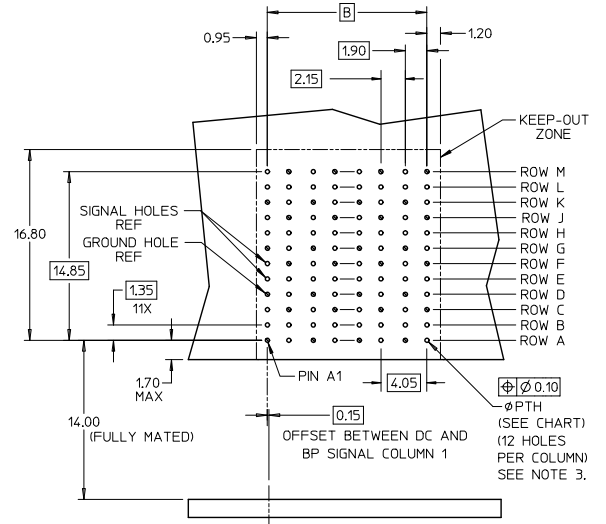 B
0.95
1.20
1.90
2.15
KEEP-OUT
ZONE
ROW M
ROW L
ROW K
ROW J
ROW H
ROW G
ROW F
ROW E
ROW D
ROW C
ROW B
ROW A
SIGNAL HOLES
REF
GROUND HOLE
REF
16.80
14.85
1.35
11X
PIN A1
1.70
MAX
4.05
⌖ Ø 0.10
ØPTH
(SEE CHART)
(12 HOLES
PER COLUMN)
SEE NOTE 3.
0.15
14.00
(FULLY MATED)
OFFSET BETWEEN DC AND
BP SIGNAL COLUMN 1